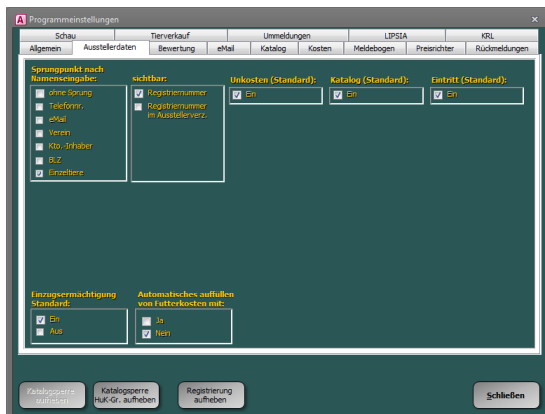 Programmeinstellungen
Schau Tierverkauf Ummeldungen LIPSIA KRL
Allgemein Ausstellerdaten Bewertung eMail Katalog Kosten Meldebogen Preisrichter Rückmeldungen
Sprungpunkt nach
Namenseingabe:
ohne Sprung
Telefonnr.
eMail
Verein
Kto.-Inhaber
BLZ
Einzeltiere
sichtbar:
Registriernummer
Registriernummer
im Ausstellerverz.
Unkosten (Standard):
Ein
Katalog (Standard):
Ein
Eintritt (Standard):
Ein
Einzugsermächtigung
Standard:
Ein
Aus
Automatisches auffüllen
von Futterkosten mit:
Ja
Nein
Katalogsperre
aufheben
Katalogsperre
HuK-Gr. aufheben
Registrierung
aufheben
Schließen